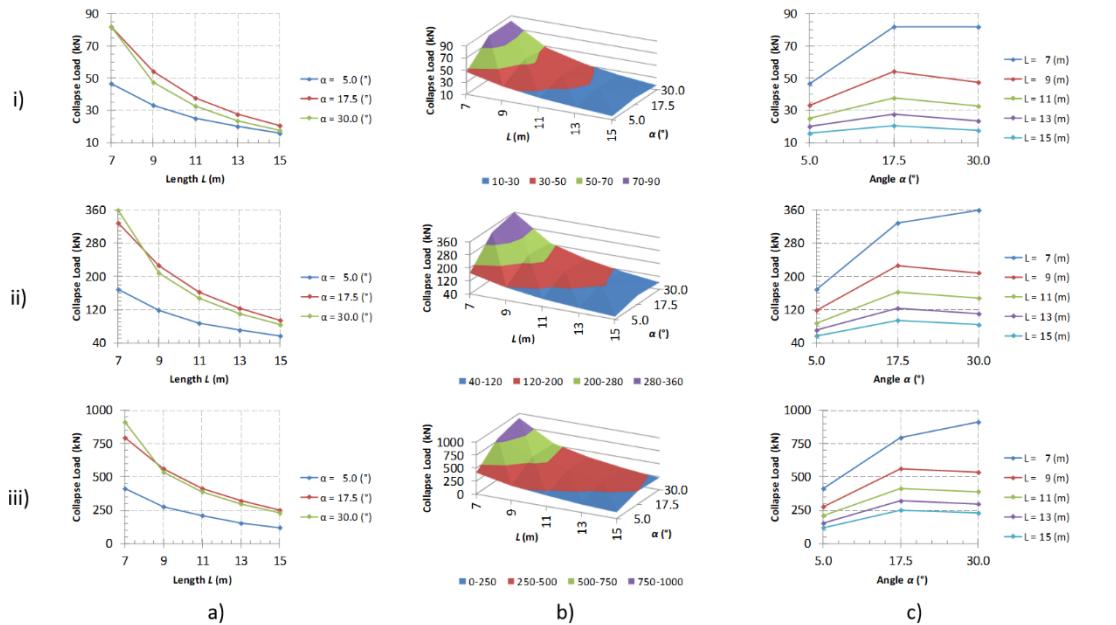 i)
90
70
50
30
10
Collapse Load (kN)
7 9 11 13 15
Length L (m)
α = 5.0 (°)
α = 17.5 (°)
α = 30.0 (°)
90
70
50
30
10
Collapse Load (kN)
7 9 11 13 15
L (m)
5.0 17.5 30.0
α (°)
10-30 30-50 50-70 70-90
90
70
50
30
10
Collapse Load (kN)
5.0 17.5 30.0
Angle α (°)
L = 7 (m)
L = 9 (m)
L = 11 (m)
L = 13 (m)
L = 15 (m)
ii)
360
280
200
120
40
Collapse Load (kN)
7 9 11 13 15
Length L (m)
α = 5.0 (°)
α = 17.5 (°)
α = 30.0 (°)
360
280
200
120
40
Collapse Load (kN)
7 9 11 13 15
L (m)
5.0 17.5 30.0
α (°)
40-120 120-200 200-280 280-360
360
280
200
120
40
Collapse Load (kN)
5.0 17.5 30.0
Angle α (°)
L = 7 (m)
L = 9 (m)
L = 11 (m)
L = 13 (m)
L = 15 (m)
iii)
1000
750
500
250
0
Collapse Load (kN)
7 9 11 13 15
Length L (m)
α = 5.0 (°)
α = 17.5 (°)
α = 30.0 (°)
1000
750
500
250
0
Collapse Load (kN)
7 9 11 13 15
L (m)
5.0 17.5 30.0
α (°)
0-250 250-500 500-750 750-1000
1000
750
500
250
0
Collapse Load (kN)
5.0 17.5 30.0
Angle α (°)
L = 7 (m)
L = 9 (m)
L = 11 (m)
L = 13 (m)
L = 15 (m)
a) b) c)